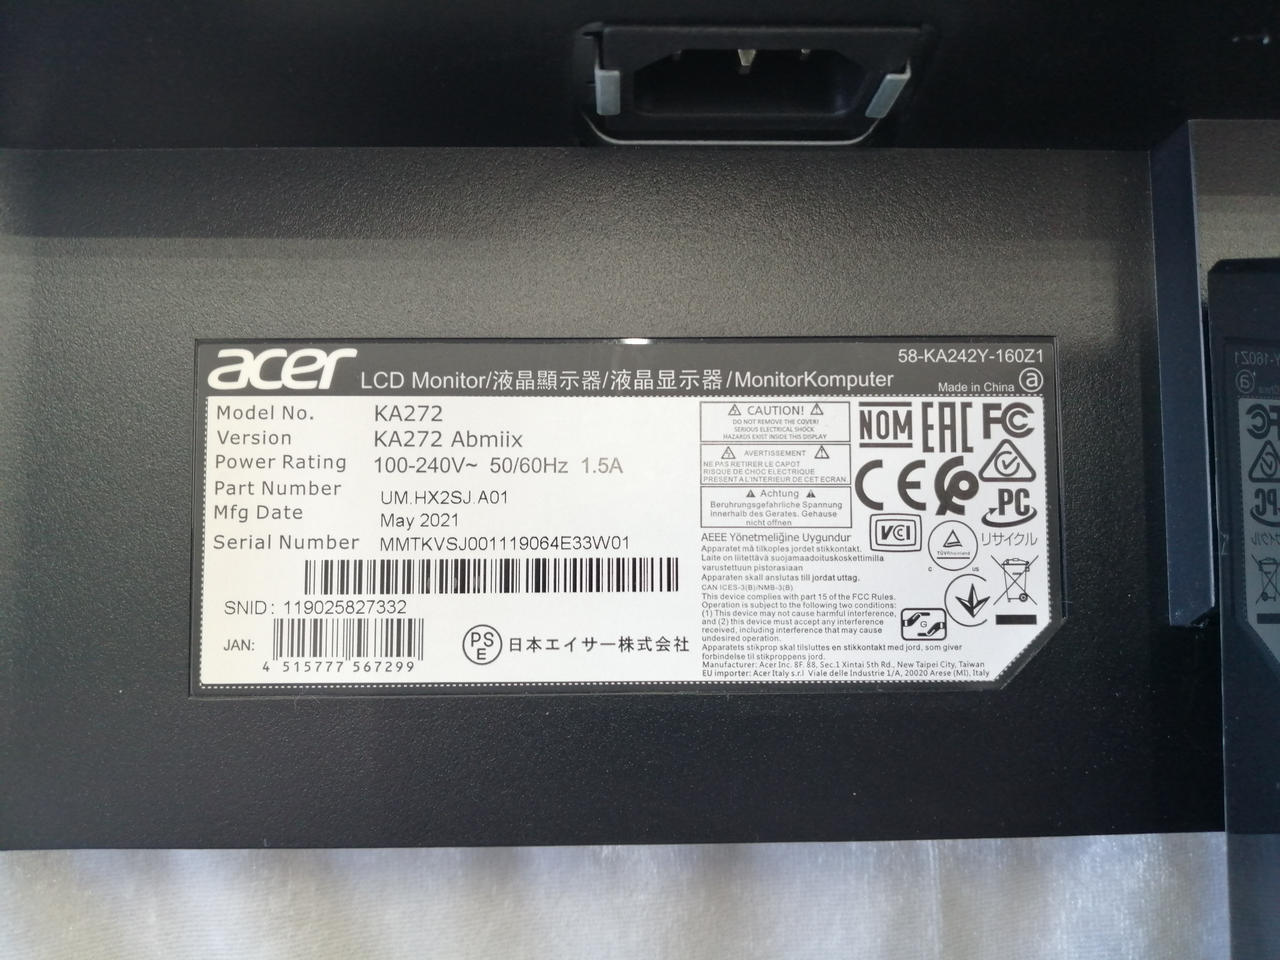 acer LCD Monitor/液晶顯示器/液晶显示器/MonitorKomputer
58-KA242Y-160Z1
Made in China ⓐ
Model No. KA272
Version KA272 Abmiix
Power Rating 100-240V~ 50/60Hz 1.5A
Part Number UM.HX2SJ.A01
Mfg Date May 2021
Serial Number MMTKVSJ001119064E33W01
SNID: 119025827332
JAN:
4 515777 567299
PSE 日本エイサー株式会社
CAUTION!
DO NOT REMOVE THE COVER!
SERIOUS ELECTRICAL SHOCK
HAZARDS EXIST INSIDE THIS DISPLAY
AVERTISSEMENT
NE PAS RETIRER LE CAPOT
RISQUE DE CHOC ELECTRIQUE
PRESENT A L'INTERIEUR DE CET ECRAN.
Achtung
Beruhrungsgefahrliche Spannung
innerhalb des Gerates. Gehause
nicht offnen
AEEE Yönetmeliğine Uygundur
Apparatet må tilkoples jordet stikkontakt.
Laite on liitettävä suojamaadoituskoskettimilla
varustettuun pistorasiaan
Apparaten skall anslutas till jordat uttag.
CAN ICES-3(B)/NMB-3(B)
This device complies with part 15 of the FCC Rules.
Operation is subject to the following two conditions:
(1) This device may not cause harmful interference,
and (2) this device must accept any interference
received, including interference that may cause
undesired operation.
Apparatets stikprop skal tilsluttes en stikkontakt med jord, som giver
forbindelse til stikproppens jord.
Manufacturer: Acer Inc. 8F. 88, Sec.1 Xintai 5th Rd., New Taipei City, Taiwan
EU importer: Acer Italy s.r.l Viale delle Industrie 1/A, 20020 Arese (MI), Italy
NOM EAC FC
CE
PC
VCI
リサイクル
TÜVRheinland
C US
G